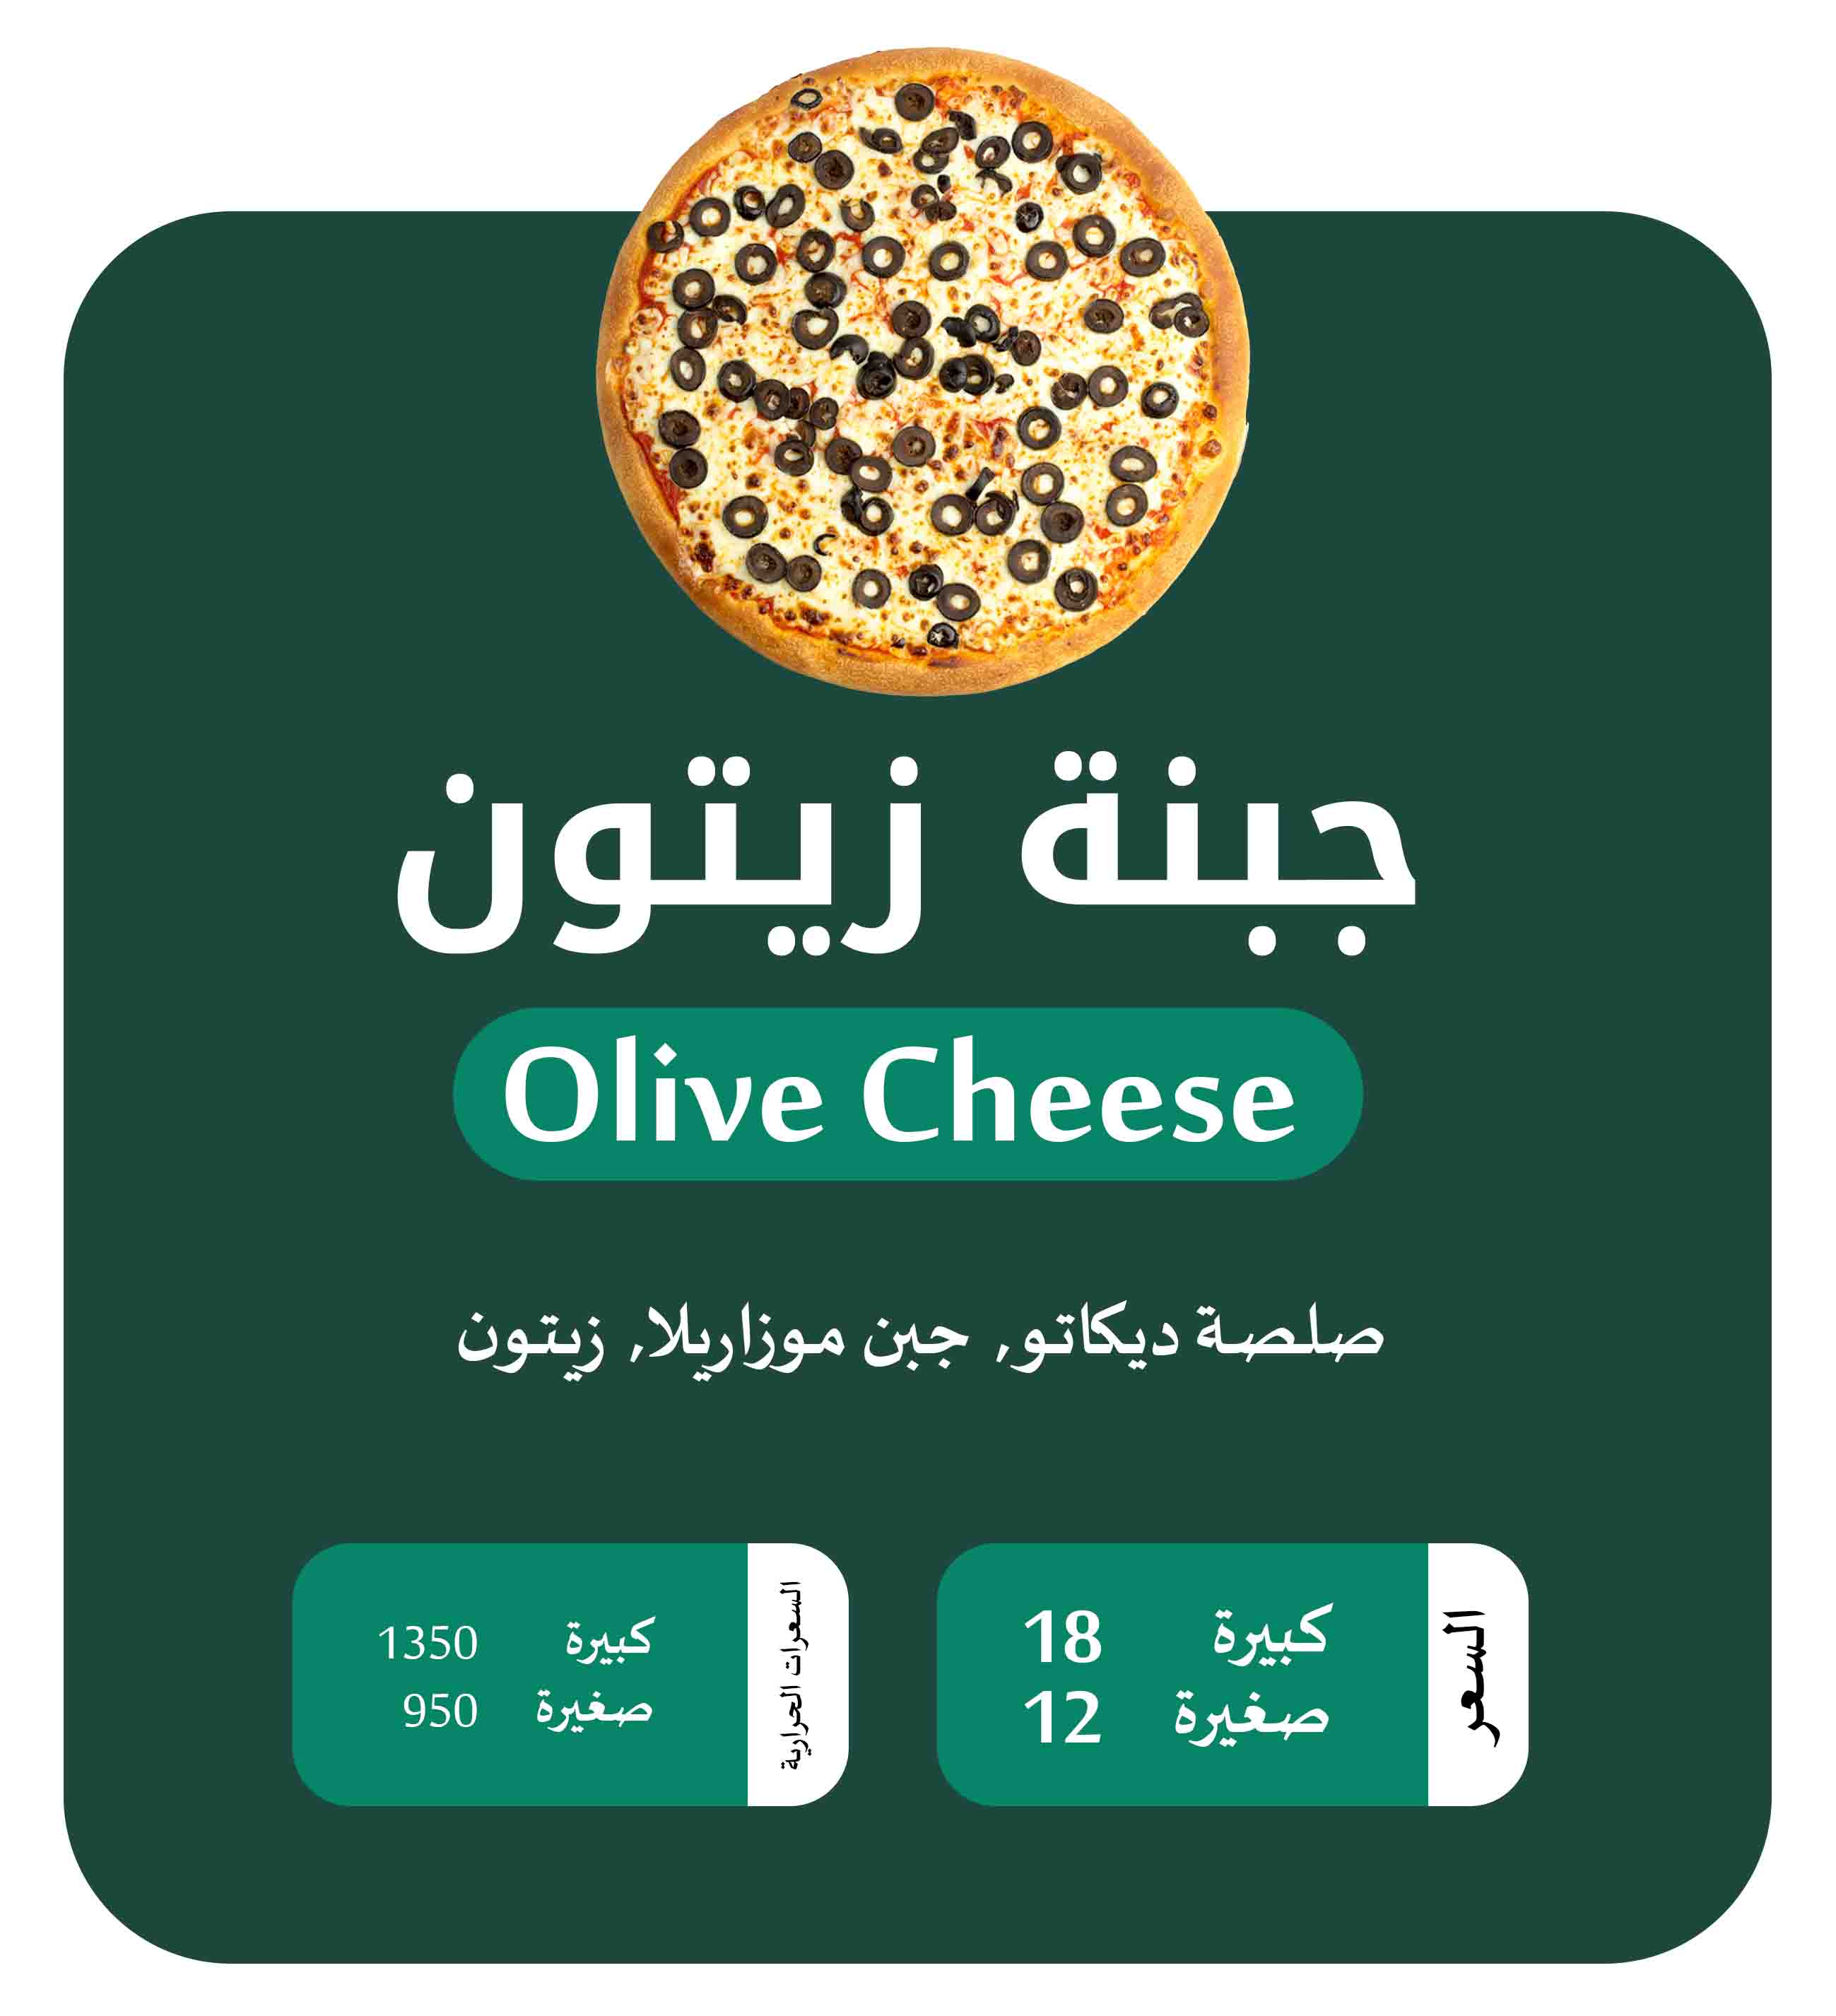 جبنة زيتون
Olive Cheese
صلصة ديكاتو, جبن موزاريلا, زيتون
السعر
كبيرة 18
صغيرة 12
السعرات الحرارية
كبيرة 1350
صغيرة 950